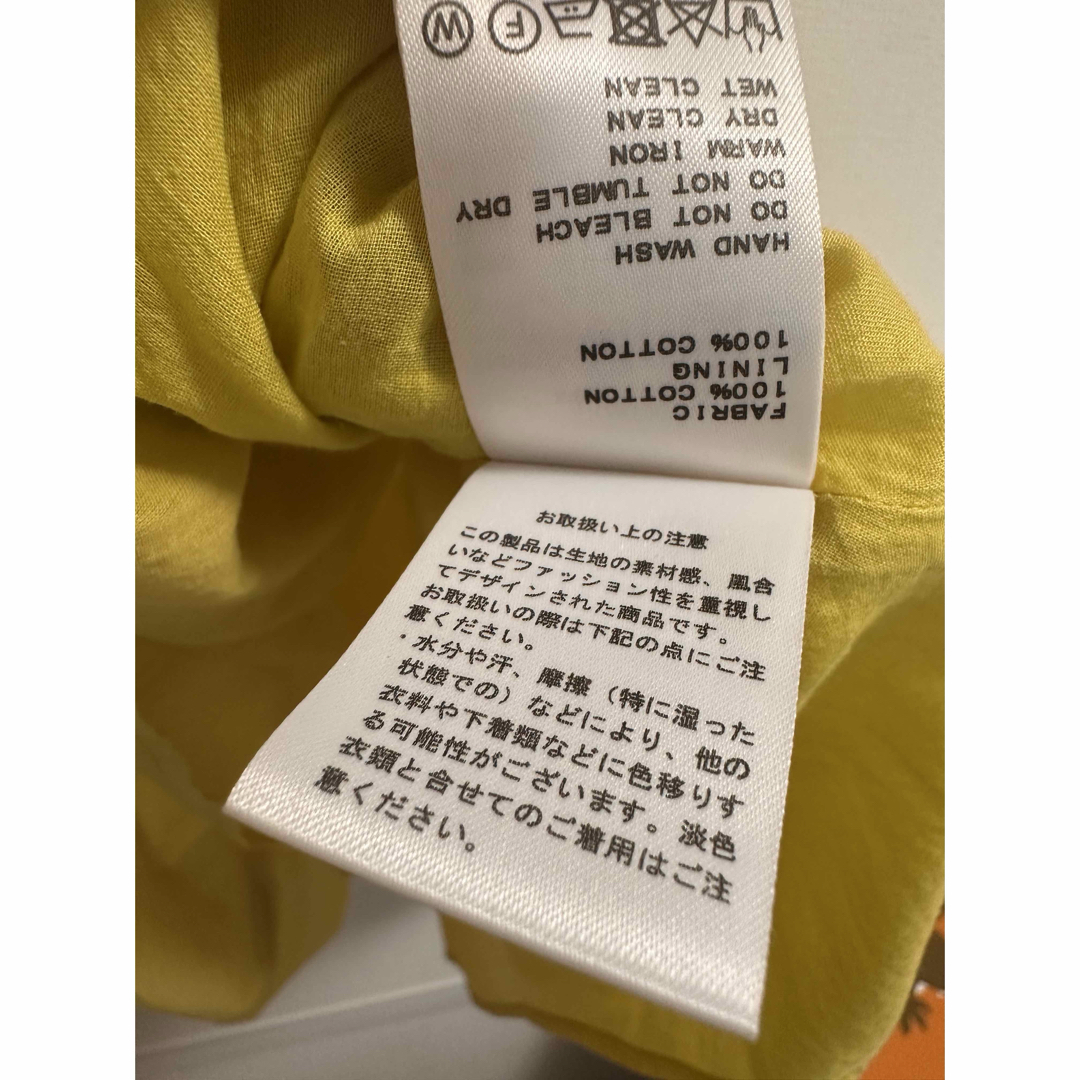 FABRIC
100% COTTON
LINING
100% COTTON
HAND WASH
DO NOT BLEACH
DO NOT TUMBLE DRY
WARM IRON
DRY CLEAN
WET CLEAN
F
W
お取扱い上の注意
この製品は生地の素材感、風合
いなどファッション性を重視し
てデザインされた商品です。
お取扱いの際は下記の点にご注
意ください。
・水分や汗、摩擦（特に湿った
状態での）などにより、他の
衣料や下着類などに色移りす
る可能性がございます。淡色
衣類と合せてのご着用はご注
意ください。